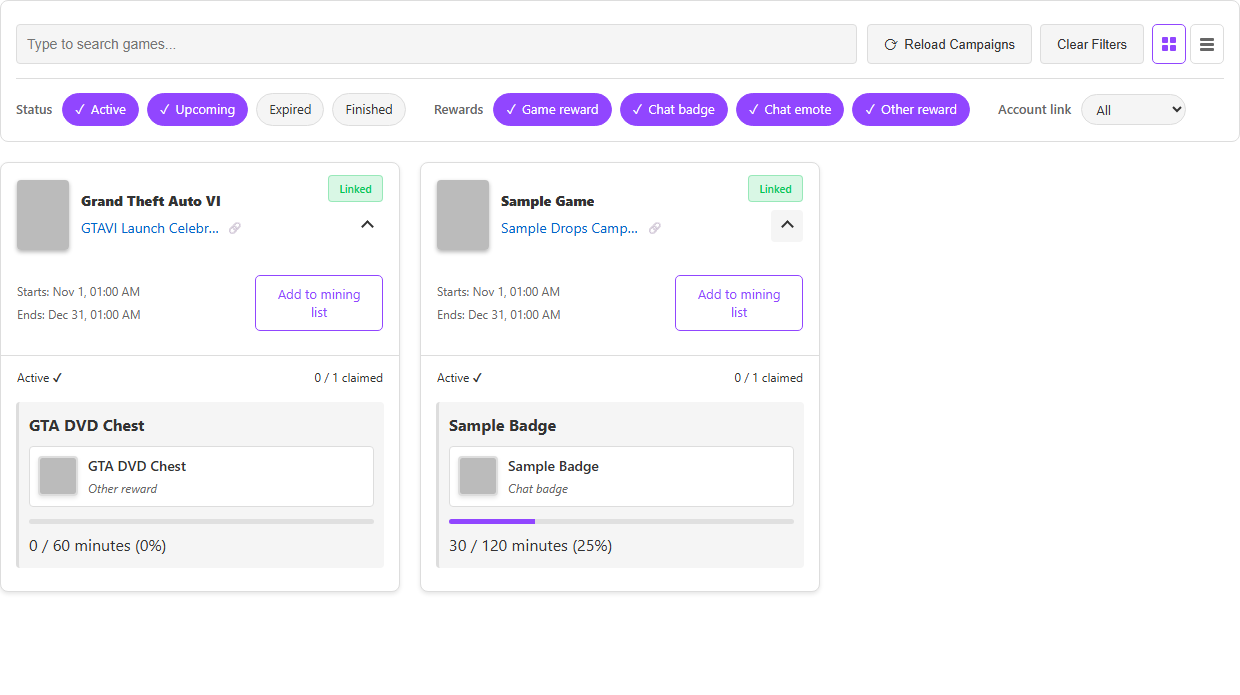 Type to search games...
Reload Campaigns
Clear Filters
Status
✓ Active
✓ Upcoming
Expired
Finished
Rewards
✓ Game reward
✓ Chat badge
✓ Chat emote
✓ Other reward
Account link
All
Linked
Grand Theft Auto VI
GTAVI Launch Celebr...
Starts: Nov 1, 01:00 AM
Ends: Dec 31, 01:00 AM
Add to mining
list
Active ✓
0 / 1 claimed
GTA DVD Chest
GTA DVD Chest
Other reward
0 / 60 minutes (0%)
Linked
Sample Game
Sample Drops Camp...
Starts: Nov 1, 01:00 AM
Ends: Dec 31, 01:00 AM
Add to mining
list
Active ✓
0 / 1 claimed
Sample Badge
Sample Badge
Chat badge
30 / 120 minutes (25%)